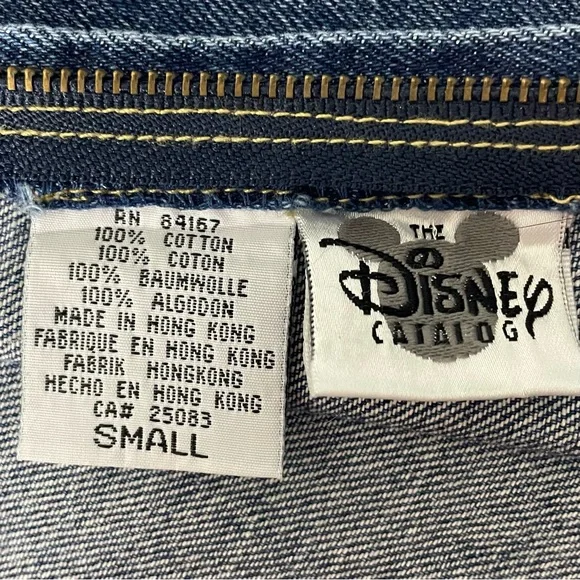 RN 84167
100% COTTON
100% COTON
100% BAUMWOLLE
100% ALGODON
MADE IN HONG KONG
FABRIQUE EN HONG KONG
FABRIK HONGKONG
HECHO EN HONG KONG
CA# 25083
SMALL
THE
DISNEY
CATALOG